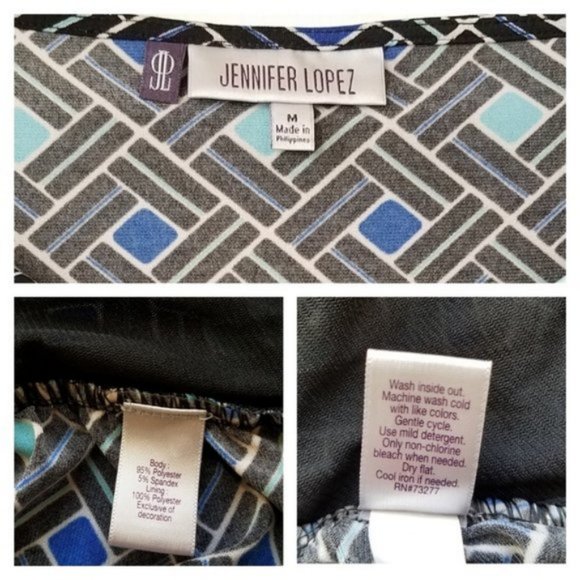 JL
JENNIFER LOPEZ
M
Made in
Philippines
Body:
95% Polyester
5% Spandex
Lining:
100% Polyester
Exclusive of
decoration
Wash inside out.
Machine wash cold
with like colors.
Gentle cycle.
Use mild detergent.
Only non-chlorine
bleach when needed.
Dry flat.
Cool iron if needed.
RN#73277